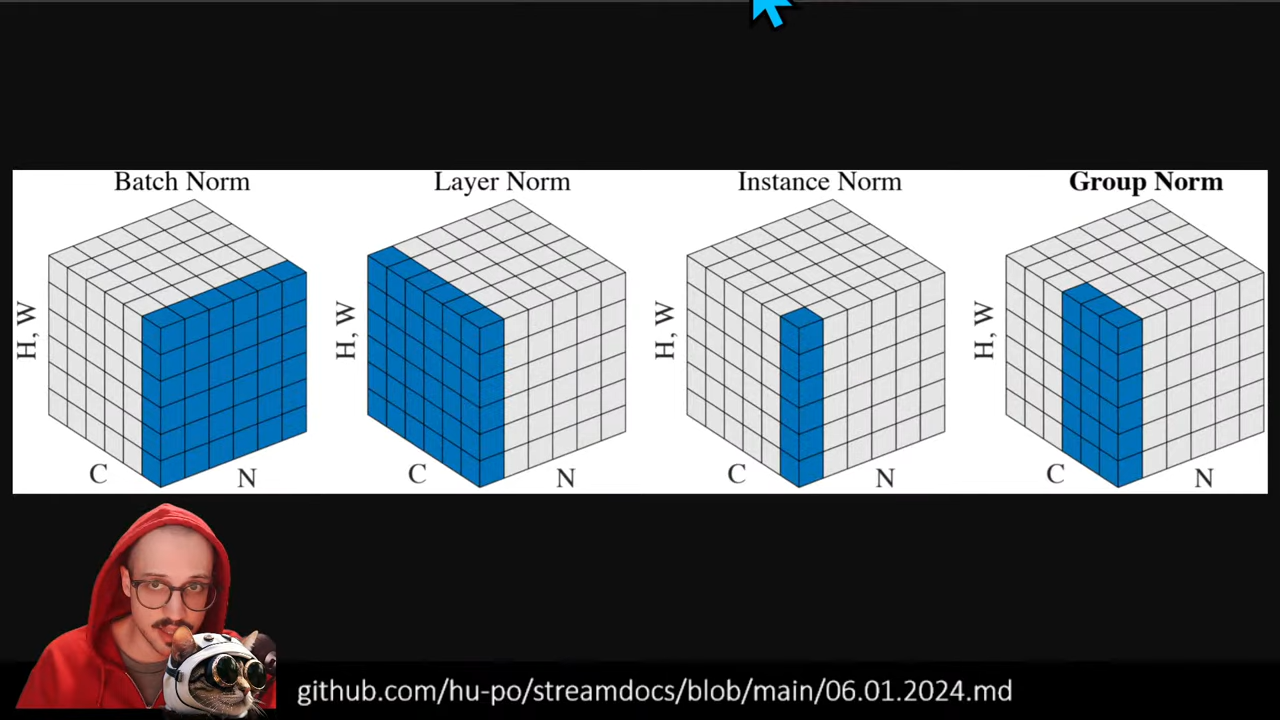 Batch Norm
Layer Norm
Instance Norm
Group Norm
H, W
C
N
H, W
C
N
H, W
C
N
H, W
C
N
github.com/hu-po/streamdocs/blob/main/06.01.2024.md